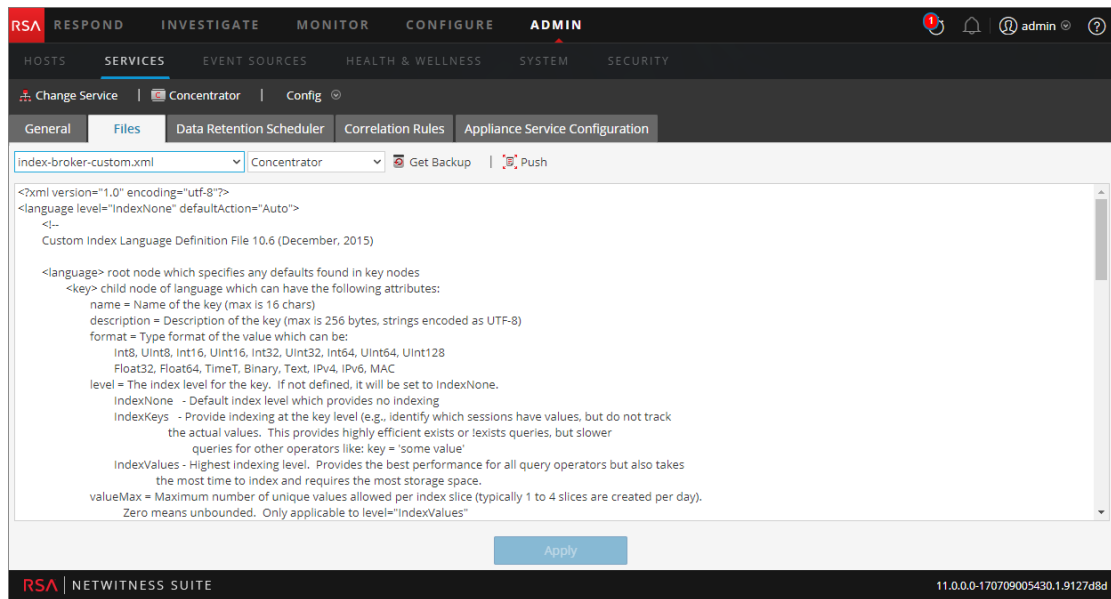 RSA RESPOND INVESTIGATE MONITOR CONFIGURE ADMIN 1 admin ?
HOSTS SERVICES EVENT SOURCES HEALTH & WELLNESS SYSTEM SECURITY
Change Service | C Concentrator | Config
General Files Data Retention Scheduler Correlation Rules Appliance Service Configuration
index-broker-custom.xml Concentrator Get Backup | Push
<?xml version="1.0" encoding="utf-8"?>
<language level="IndexNone" defaultAction="Auto">
<!--
Custom Index Language Definition File 10.6 (December, 2015)
<language> root node which specifies any defaults found in key nodes
<key> child node of language which can have the following attributes:
name = Name of the key (max is 16 chars)
description = Description of the key (max is 256 bytes, strings encoded as UTF-8)
format = Type format of the value which can be:
Int8, UInt8, Int16, UInt16, Int32, UInt32, Int64, UInt64, UInt128
Float32, Float64, TimeT, Binary, Text, IPv4, IPv6, MAC
level = The index level for the key. If not defined, it will be set to IndexNone.
IndexNone - Default index level which provides no indexing
IndexKeys - Provide indexing at the key level (e.g., identify which sessions have values, but do not track
the actual values. This provides highly efficient exists or !exists queries, but slower
queries for other operators like: key = 'some value'
IndexValues - Highest indexing level. Provides the best performance for all query operators but also takes
the most time to index and requires the most storage space.
valueMax = Maximum number of unique values allowed per index slice (typically 1 to 4 slices are created per day).
Zero means unbounded. Only applicable to level="IndexValues"
Apply
RSA | NETWITNESS SUITE 11.0.0.0-170709005430.1.9127d8d